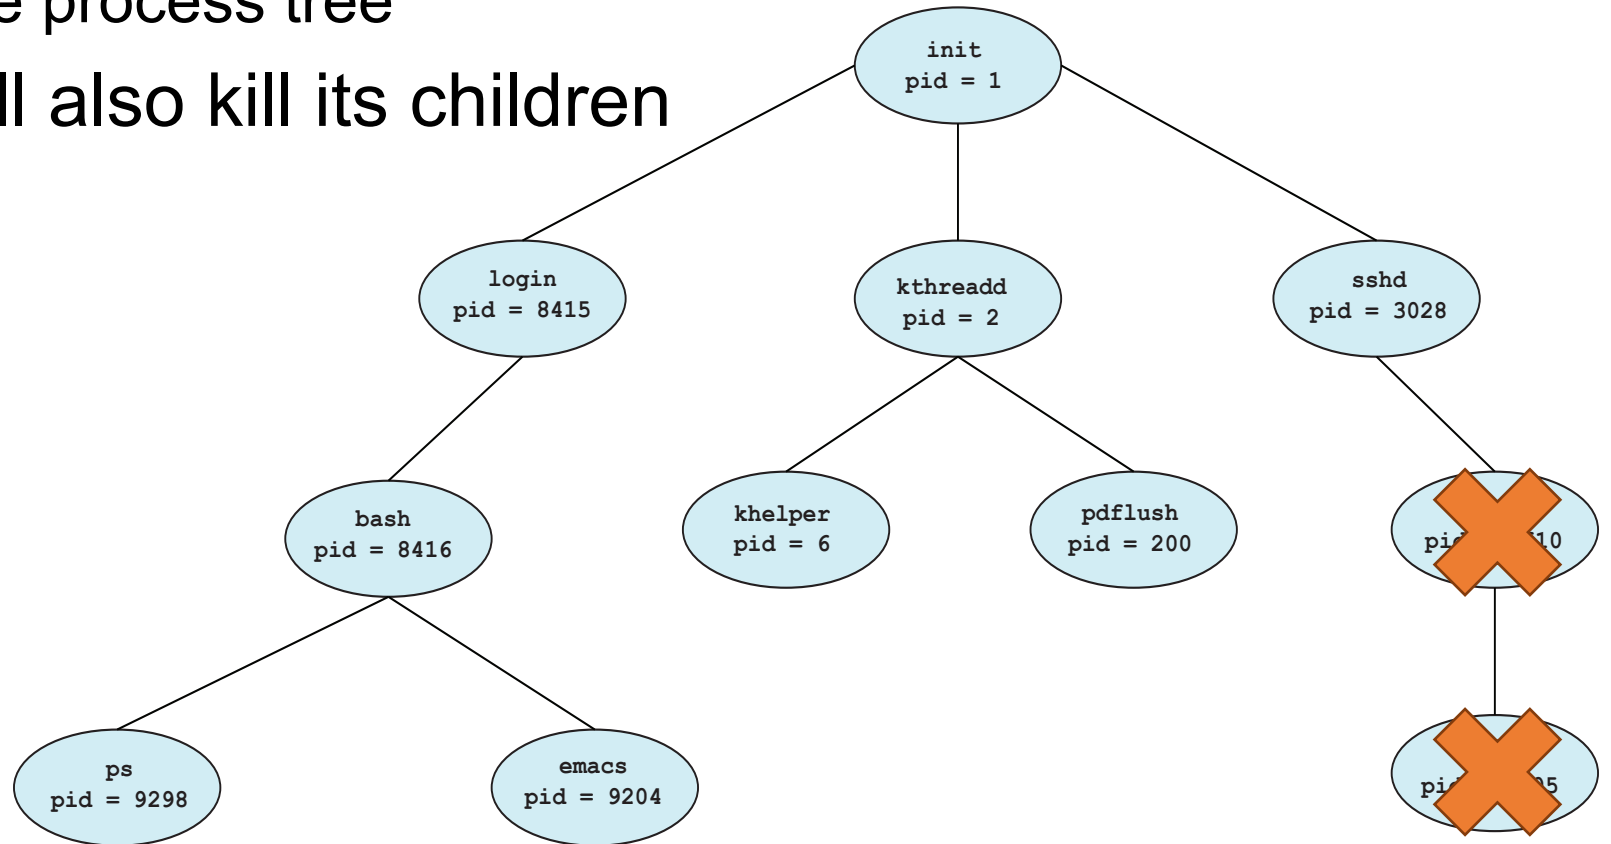 process tree
also kill its children
init
pid = 1
login
pid = 8415
kthreadd
pid = 2
sshd
pid = 3028
bash
pid = 8416
khelper
pid = 6
pdflush
pid = 200
ps
pid = 9298
emacs
pid = 9204